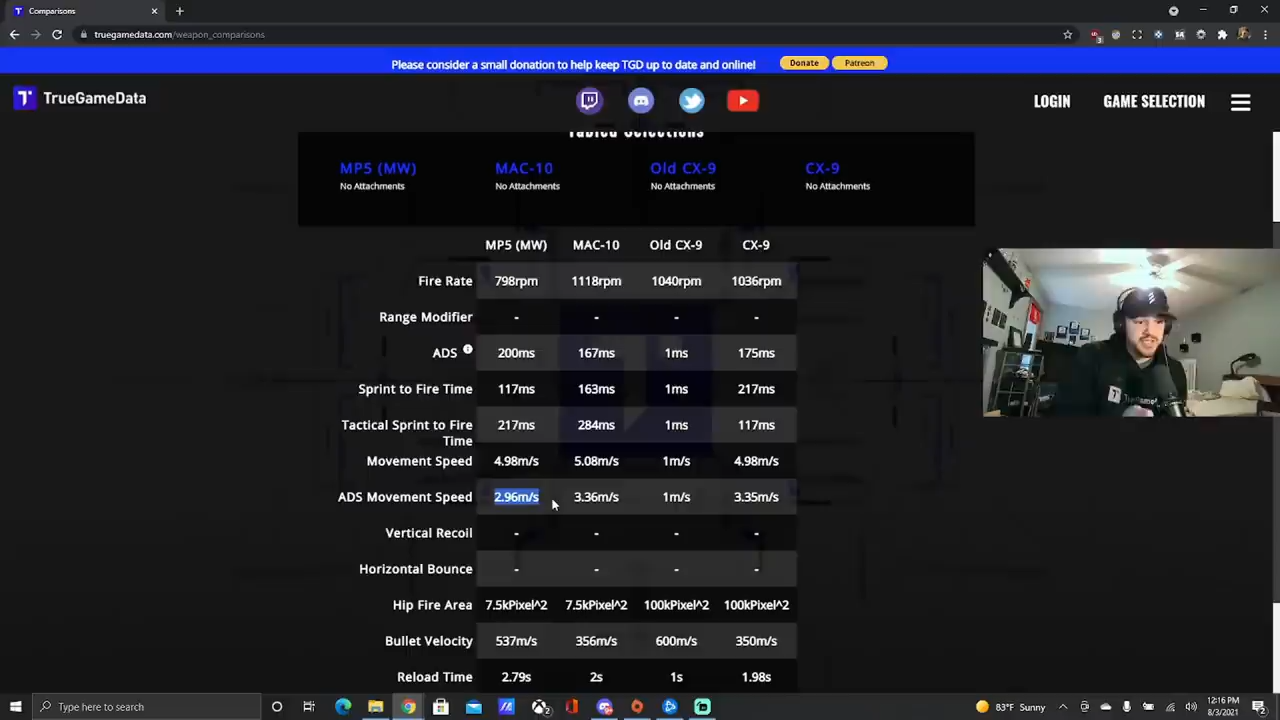 Comparisons
truegamedata.com/weapon_comparisons
Please consider a small donation to help keep TGD up to date and online! Donate Patreon
TrueGameData
LOGIN GAME SELECTION
Tabled Selections
MP5 (MW) MAC-10 Old CX-9 CX-9
No Attachments No Attachments No Attachments No Attachments
MP5 (MW) MAC-10 Old CX-9 CX-9
Fire Rate 798rpm 1118rpm 1040rpm 1036rpm
Range Modifier - - - -
ADS 200ms 167ms 1ms 175ms
Sprint to Fire Time 117ms 163ms 1ms 217ms
Tactical Sprint to Fire 217ms 284ms 1ms 117ms
Time
Movement Speed 4.98m/s 5.08m/s 1m/s 4.98m/s
ADS Movement Speed 2.96m/s 3.36m/s 1m/s 3.35m/s
Vertical Recoil - - - -
Horizontal Bounce - - - -
Hip Fire Area 7.5kPixel^2 7.5kPixel^2 100kPixel^2 100kPixel^2
Bullet Velocity 537m/s 356m/s 600m/s 350m/s
Reload Time 2.79s 2s 1s 1.98s
Type here to search
83°F Sunny
12:16 PM
8/3/2021